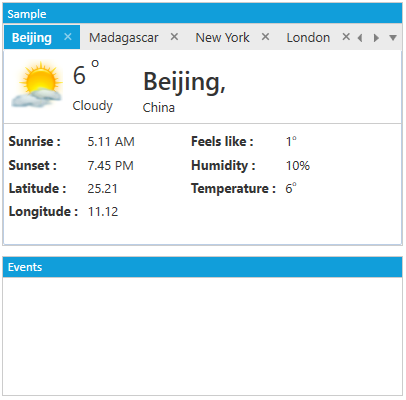 Sample
Beijing Madagascar New York London
6 °
Cloudy
Beijing,
China
Sunrise : 5.11 AM Feels like : 1°
Sunset : 7.45 PM Humidity : 10%
Latitude : 25.21 Temperature : 6°
Longitude : 11.12
Events